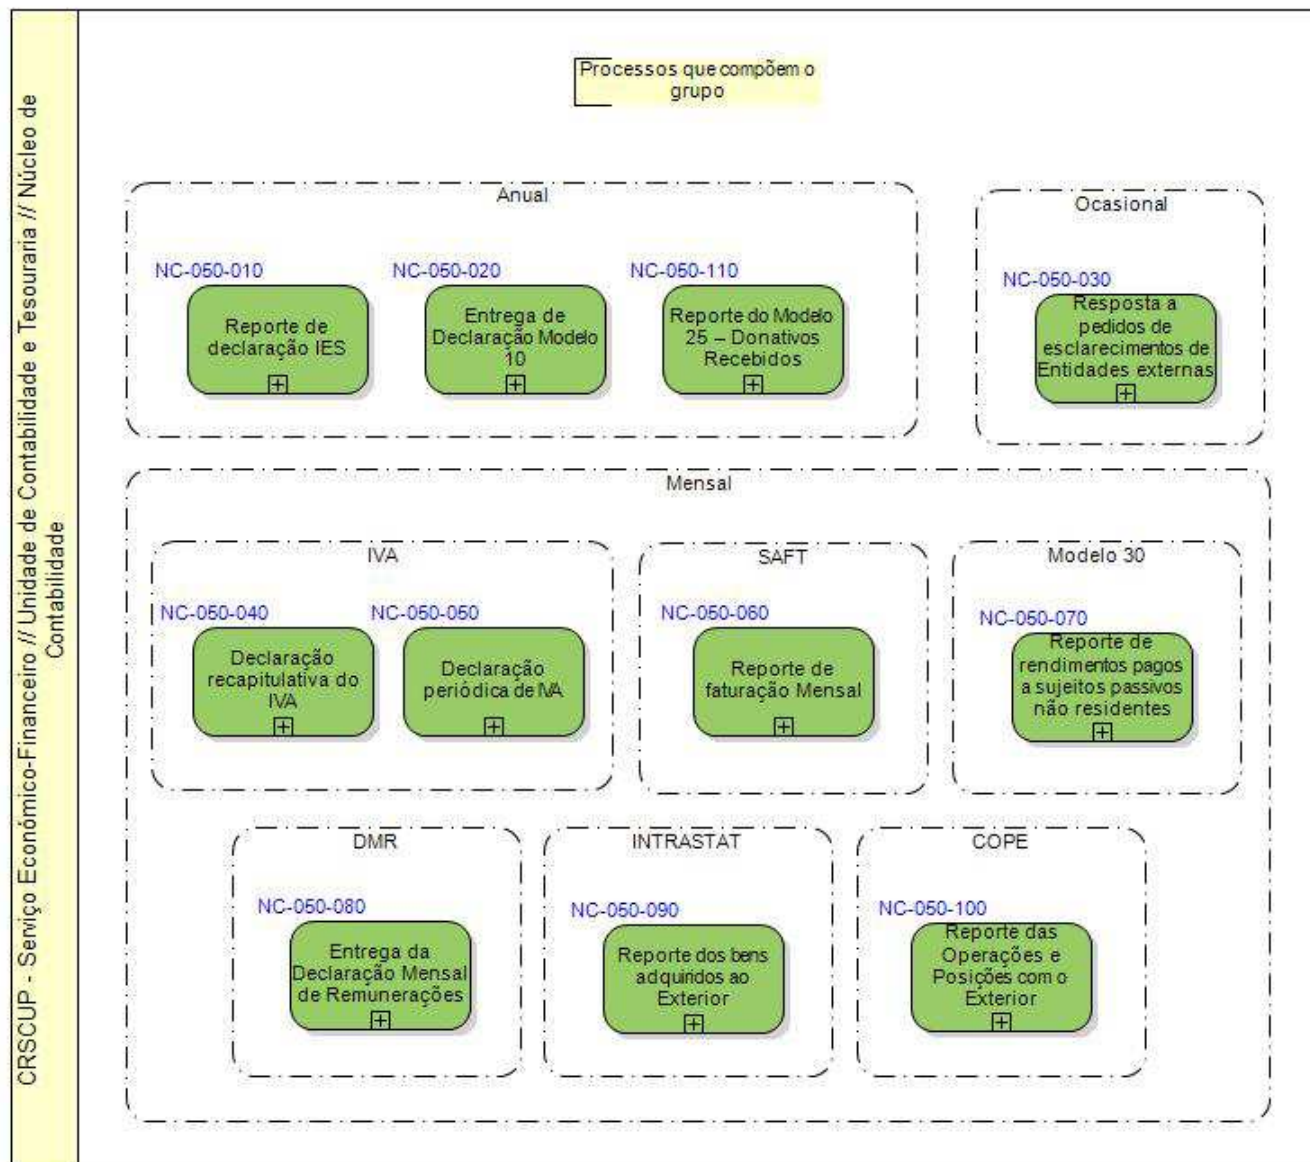 CRSCUP - Serviço Económico-Financeiro // Unidade de Contabilidade e Tesouraria // Núcleo de
Contabilidade
Processos que compõem o
grupo
Anual
NC-050-010
Reporte de
declaração IES
NC-050-020
Entrega de
Declaração Modelo
10
NC-050-110
Reporte do Modelo
25 – Donativos
Recebidos
Ocasional
NC-050-030
Resposta a
pedidos de
esclarecimentos de
Entidades externas
Mensal
IVA
NC-050-040
Declaração
recapitulativa do
IVA
NC-050-050
Declaração
periódica de IVA
SAFT
NC-050-060
Reporte de
faturação Mensal
Modelo 30
NC-050-070
Reporte de
rendimentos pagos
a sujeitos passivos
não residentes
DMR
NC-050-080
Entrega da
Declaração Mensal
de Remunerações
INTRASTAT
NC-050-090
Reporte dos bens
adquiridos ao
Exterior
COPE
NC-050-100
Reporte das
Operações e
Posições com o
Exterior